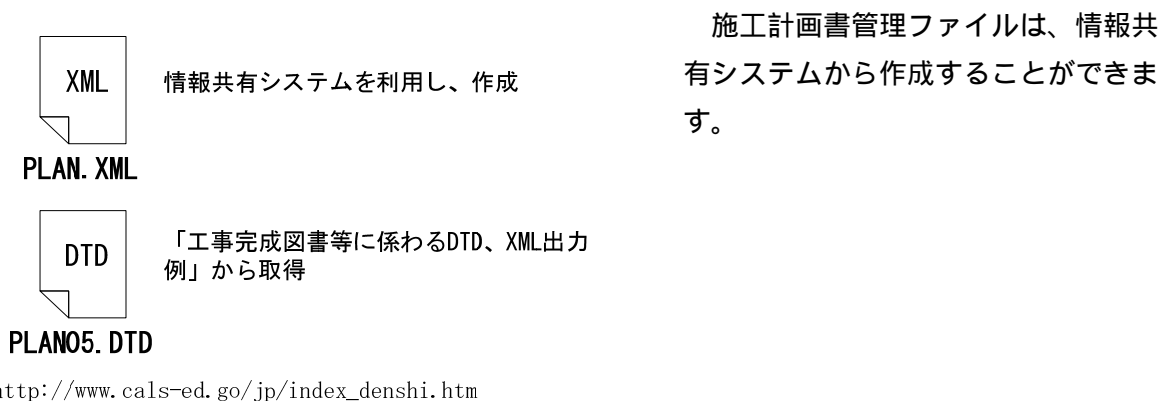 XML
情報共有システムを利用し、作成
PLAN.XML
DTD
「工事完成図書等に係わるDTD、XML出力
例」から取得
PLAN05.DTD
http://www.cals-ed.go/jp/index_denshi.htm
施工計画書管理ファイルは、情報共
有システムから作成することができま
す。